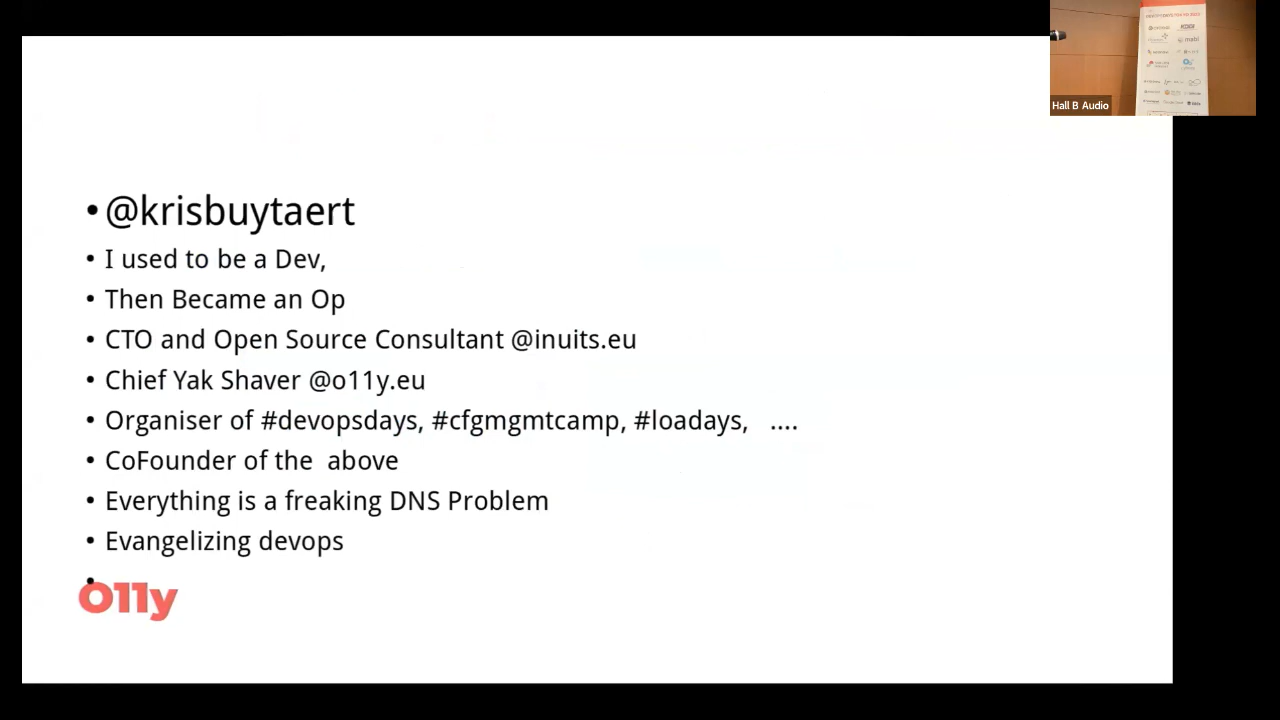 Hall B Audio
• @krisbuytaert
• I used to be a Dev,
• Then Became an Op
• CTO and Open Source Consultant @inuits.eu
• Chief Yak Shaver @o11y.eu
• Organiser of #devopsdays, #cfgmgmtcamp, #loadays, ....
• CoFounder of the above
• Everything is a freaking DNS Problem
• Evangelizing devops
•
O11y